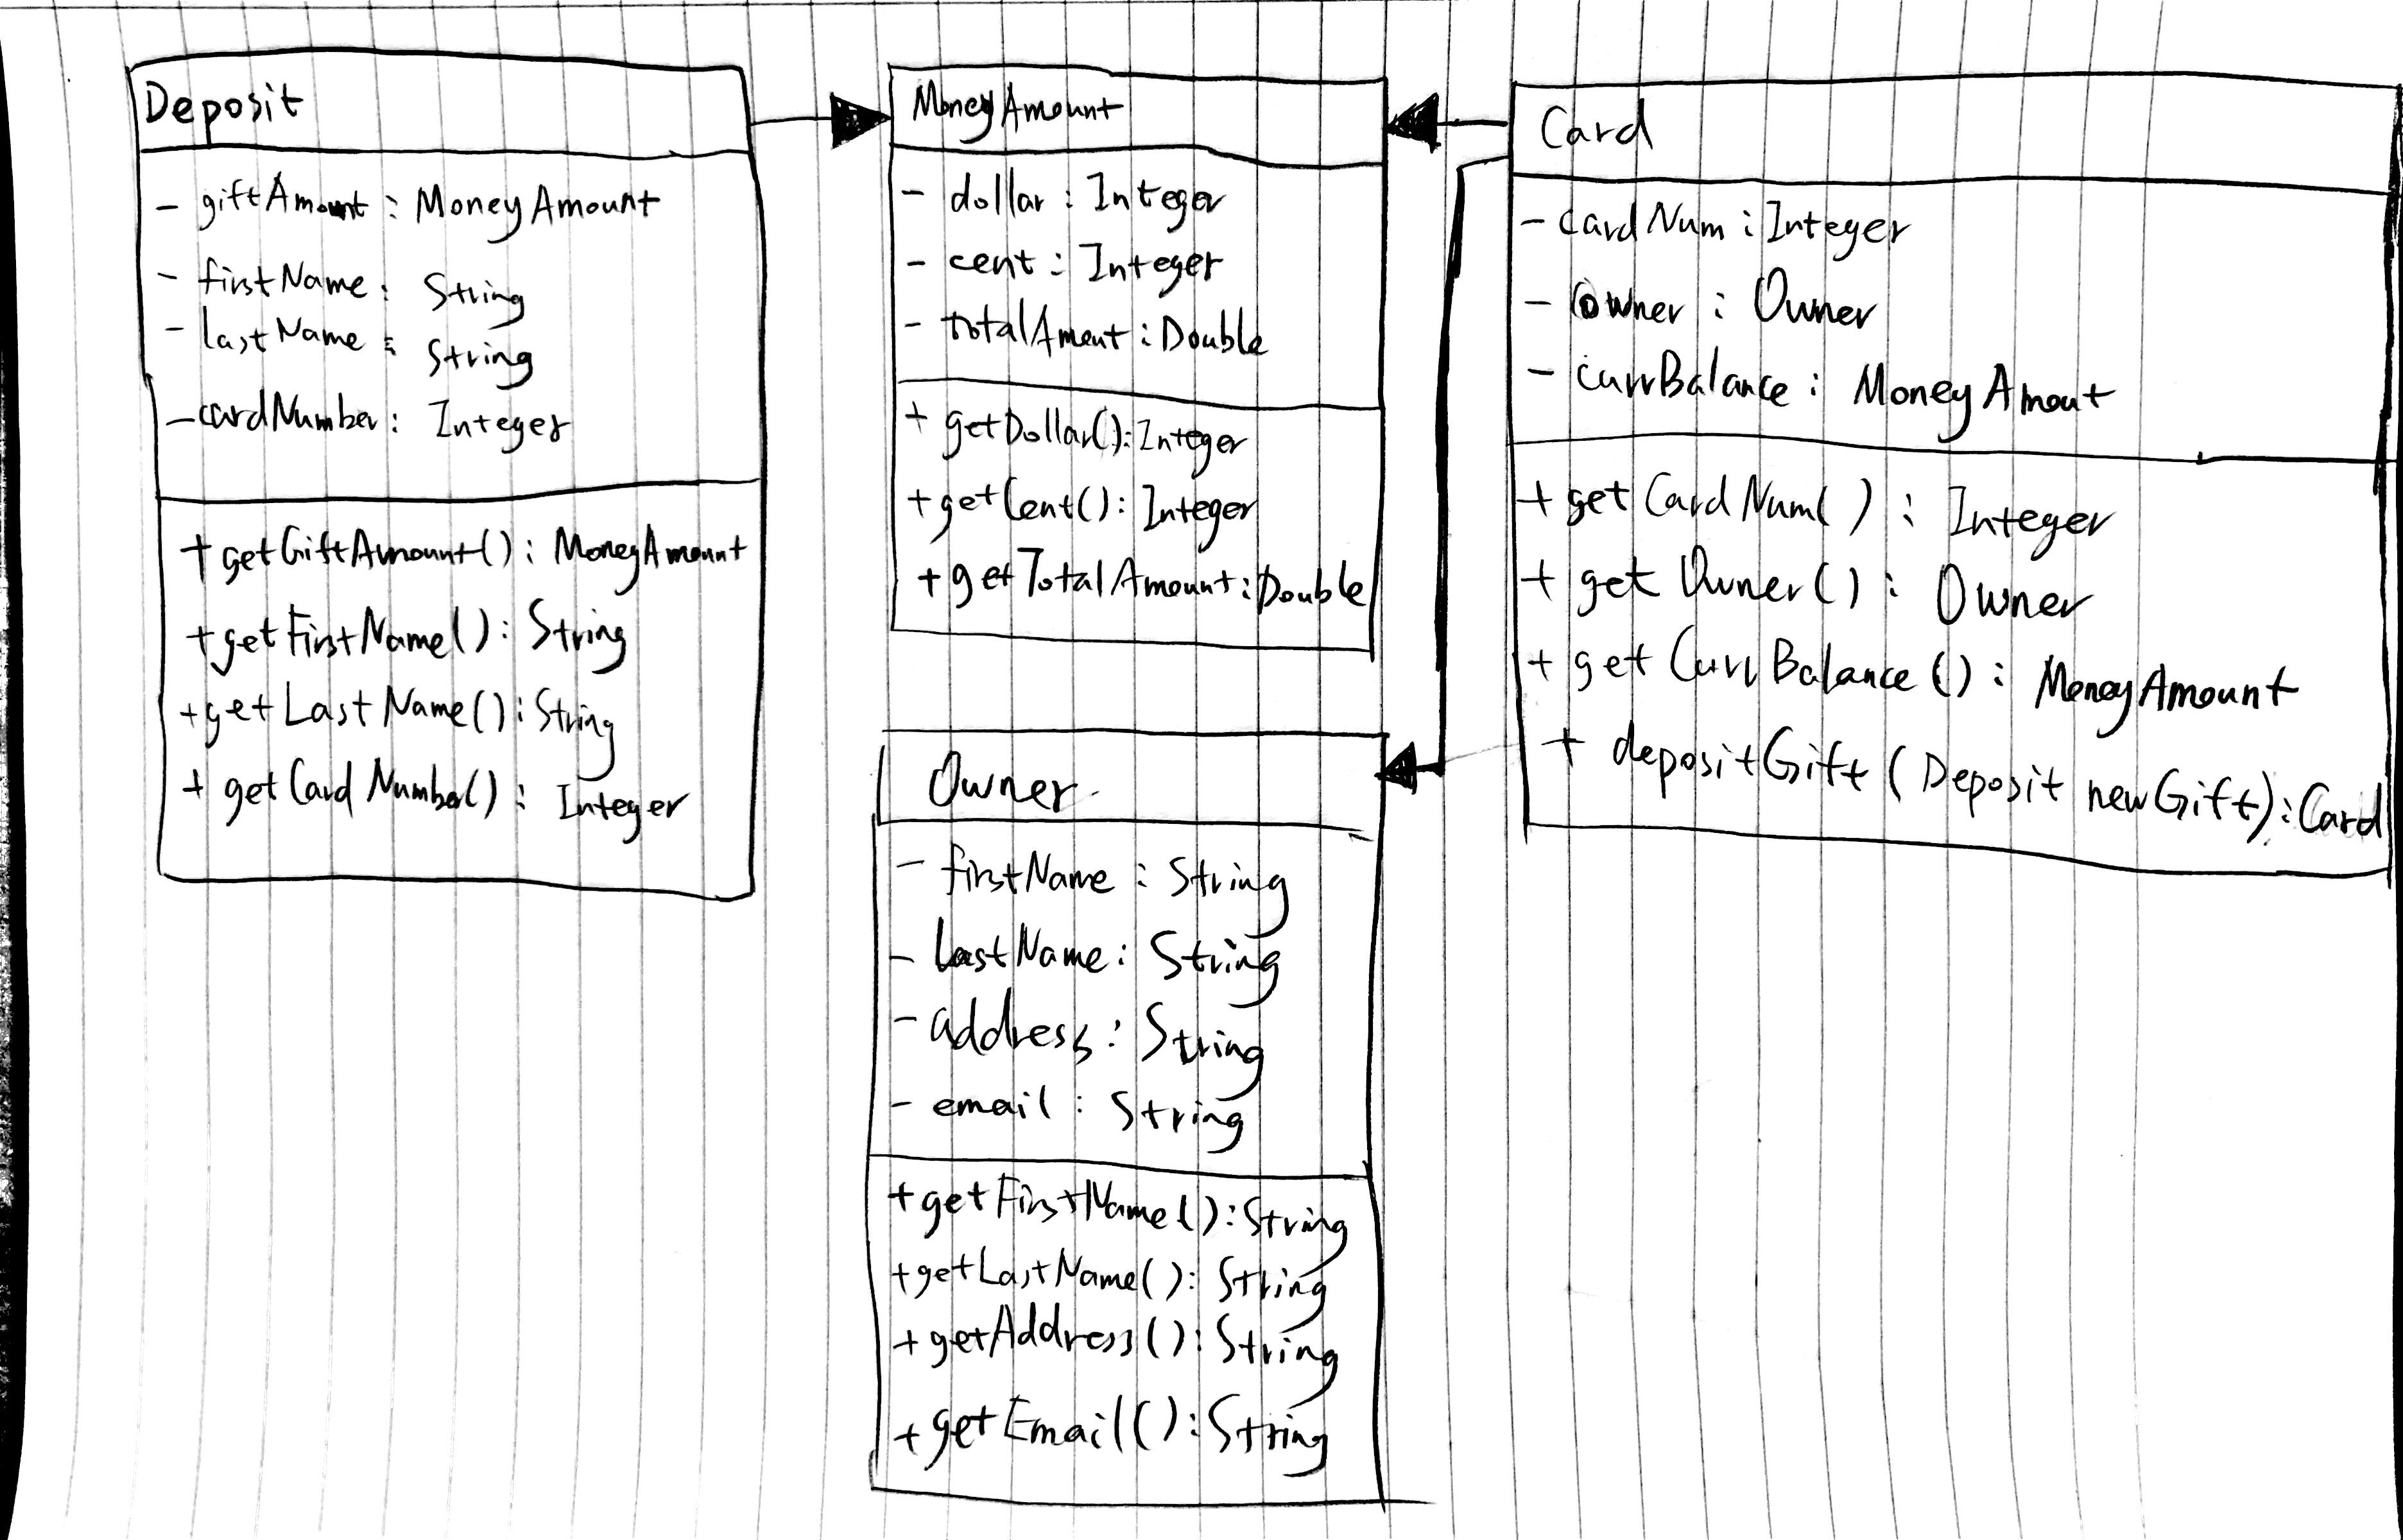 Deposit
- giftAmount : MoneyAmount
- firstName : String
- lastName : String
- cardNumber : Integer
+ getGiftAmount() : MoneyAmount
+ getFirstName() : String
+ getLastName() : String
+ getCardNumber() : Integer
MoneyAmount
- dollar : Integer
- cent : Integer
- totalAmount : Double
+ getDollar() : Integer
+ getCent() : Integer
+ getTotalAmount : Double
Owner
- firstName : String
- lastName : String
- address : String
- email : String
+ getFirstName() : String
+ getLastName() : String
+ getAddress() : String
+ getEmail() : String
Card
- cardNum : Integer
- owner : Owner
- currBalance : MoneyAmout
+ getCardNum() : Integer
+ getOwner() : Owner
+ getCurrBalance() : MoneyAmount
+ depositGift (Deposit newGift) : Card